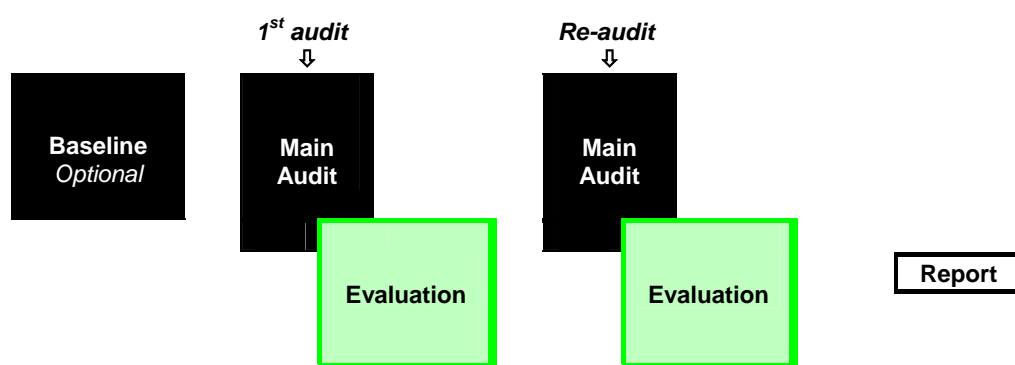 1st audit
Re-audit
Baseline
Optional
Main
Audit
Main
Audit
Evaluation
Evaluation
Report